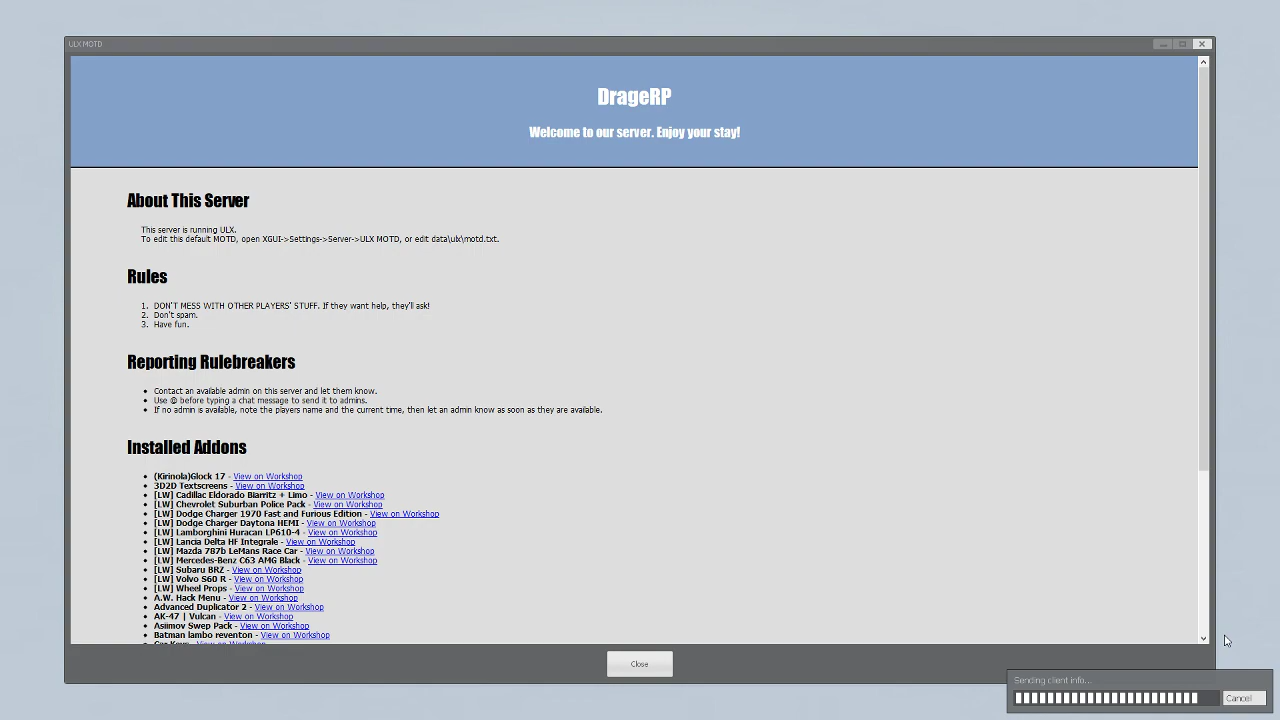 ULX MOTD
DrageRP
Welcome to our server. Enjoy your stay!
About This Server
This server is running ULX.
To edit this default MOTD, open XGUI->Settings->Server->ULX MOTD, or edit data\ulx\motd.txt.
Rules
1. DON'T MESS WITH OTHER PLAYERS' STUFF. If they want help, they'll ask!
2. Don't spam.
3. Have fun.
Reporting Rulebreakers
• Contact an available admin on this server and let them know.
• Use @ before typing a chat message to send it to admins.
• If no admin is available, note the players name and the current time, then let an admin know as soon as they are available.
Installed Addons
• (Kirinola)Glock 17 - View on Workshop
• 3D2D Textscreens - View on Workshop
• [LW] Cadillac Eldorado Biarritz + Limo - View on Workshop
• [LW] Chevrolet Suburban Police Pack - View on Workshop
• [LW] Dodge Charger 1970 Fast and Furious Edition - View on Workshop
• [LW] Dodge Charger Daytona HEMI - View on Workshop
• [LW] Lamborghini Huracan LP610-4 - View on Workshop
• [LW] Lancia Delta HF Integrale - View on Workshop
• [LW] Mazda 787b LeMans Race Car - View on Workshop
• [LW] Mercedes-Benz C63 AMG Black - View on Workshop
• [LW] Subaru BRZ - View on Workshop
• [LW] Volvo S60 R - View on Workshop
• [LW] Wheel Props - View on Workshop
• A.W. Hack Menu - View on Workshop
• Advanced Duplicator 2 - View on Workshop
• AK-47 | Vulcan - View on Workshop
• Asiimov Swep Pack - View on Workshop
• Batman lambo reventon - View on Workshop
Close
Sending client info...
Cancel